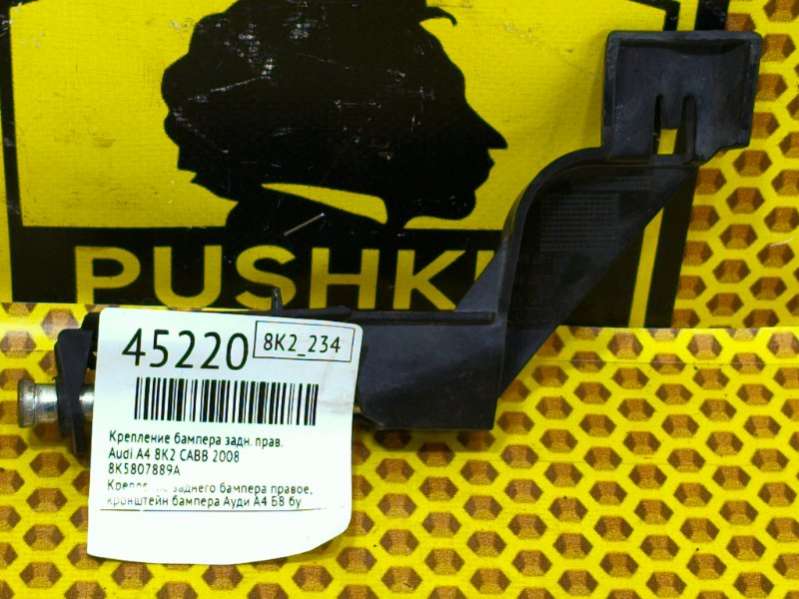 PUSHKI
45220
8K2_234
Крепление бампера задн. прав.
Audi A4 8K2 CABB 2008
8K5807889A
заднего бампера правое,
кронштейн бампера Ауди А4 Б8 бу